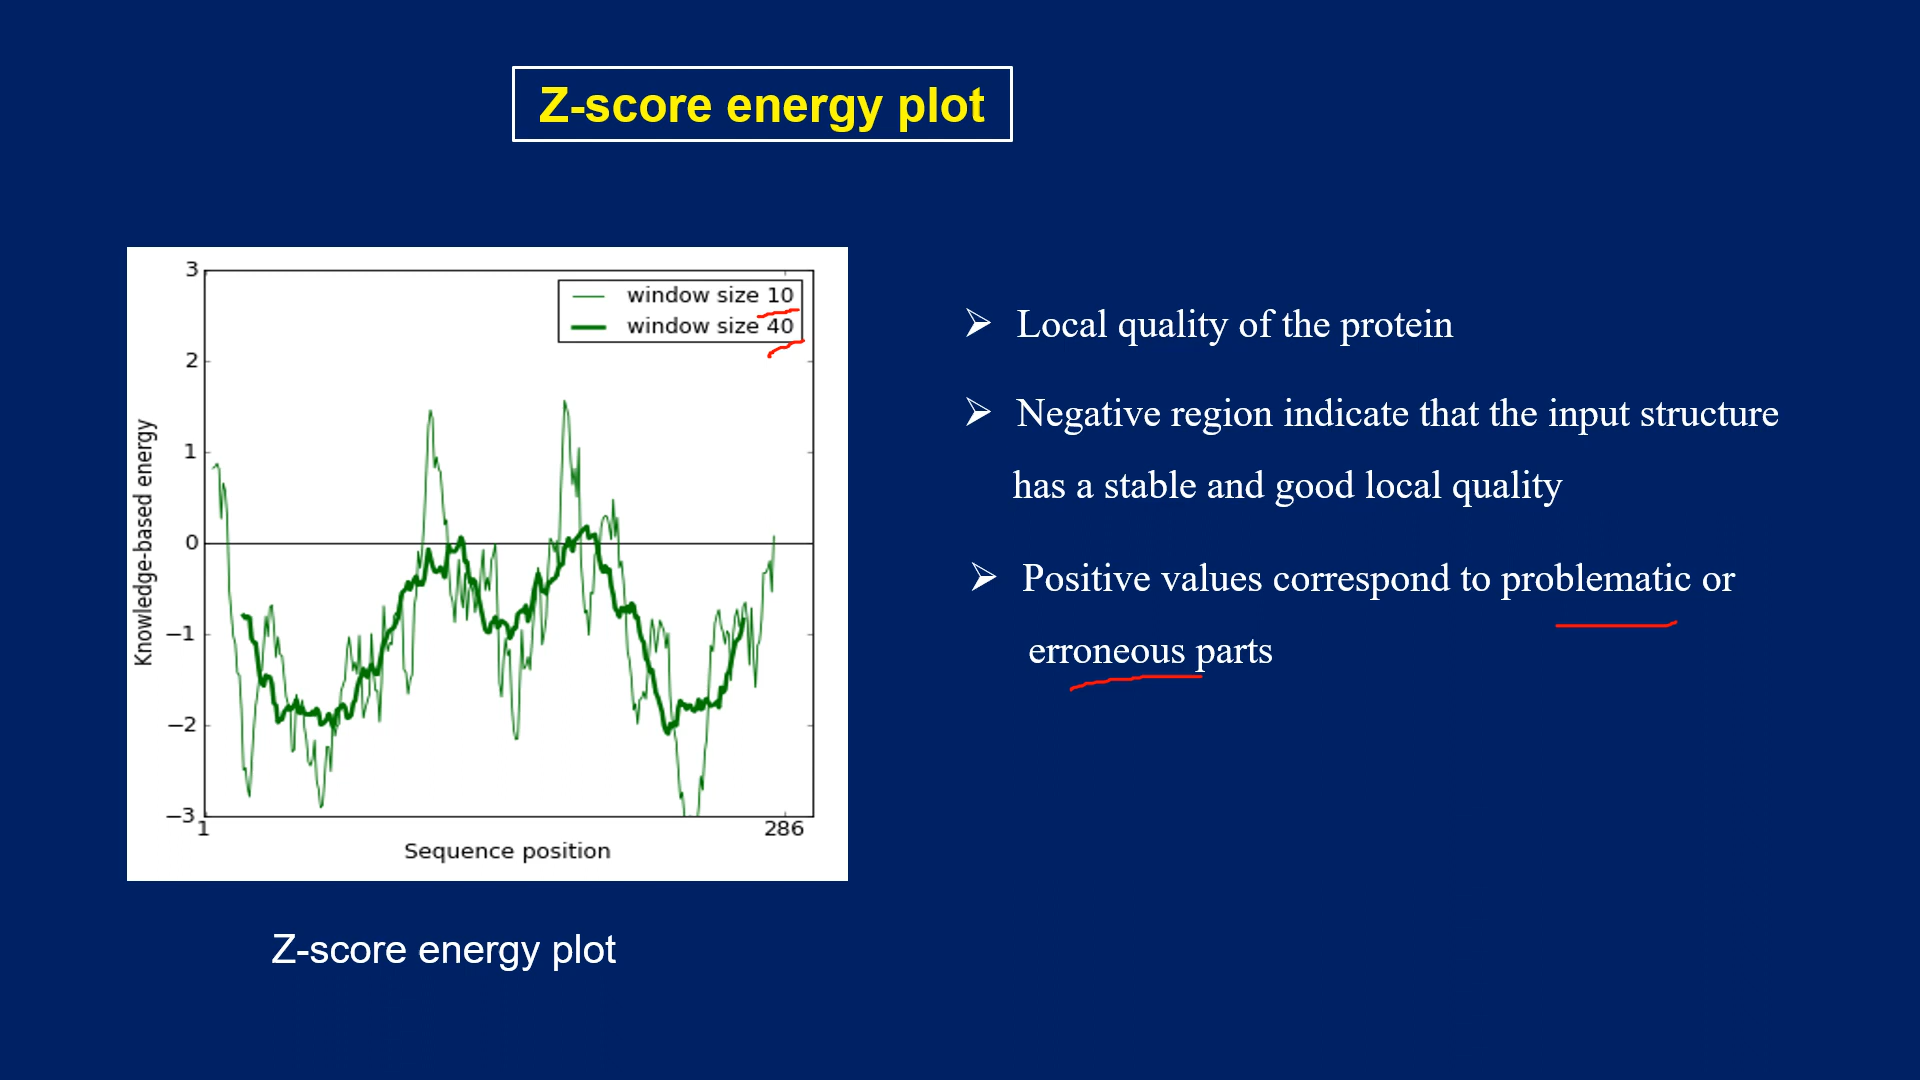 Z-score energy plot
3
2
1
0
−1
−2
−3
Knowledge-based energy
window size 10
window size 40
1
286
Sequence position
Z-score energy plot
➢ Local quality of the protein
➢ Negative region indicate that the input structure
has a stable and good local quality
➢ Positive values correspond to problematic or
erroneous parts